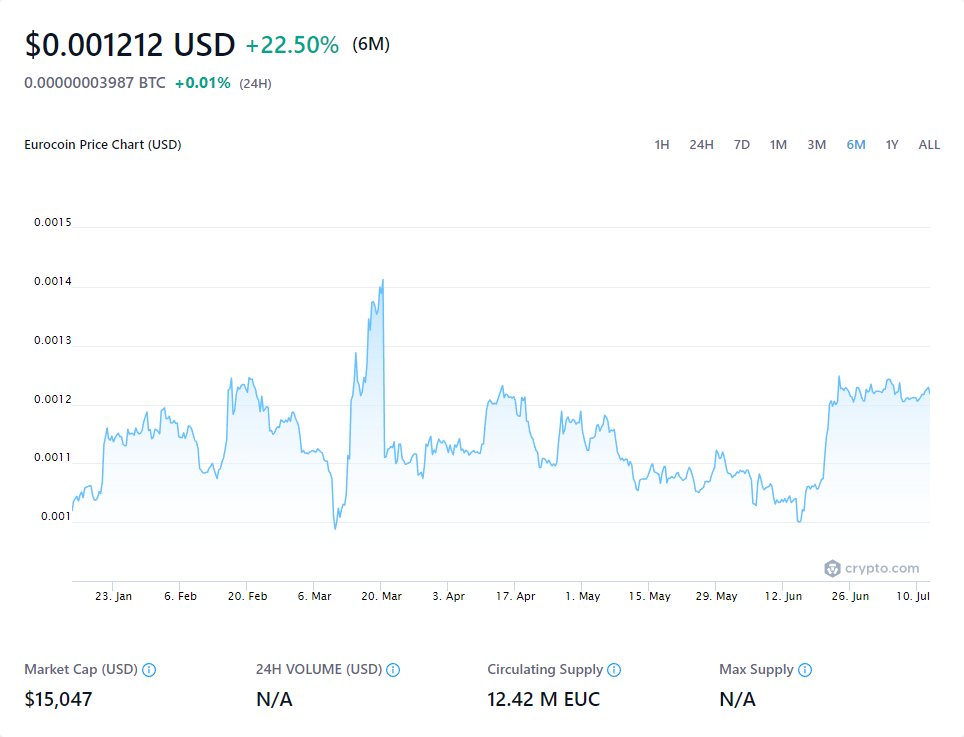 $0.001212 USD +22.50% (6M)
0.00000003987 BTC +0.01% (24H)
Eurocoin Price Chart (USD) 1H 24H 7D 1M 3M 6M 1Y ALL
0.0015
0.0014
0.0013
0.0012
0.0011
0.001
crypto.com
23. Jan 6. Feb 20. Feb 6. Mar 20. Mar 3. Apr 17. Apr 1. May 15. May 29. May 12. Jun 26. Jun 10. Jul
Market Cap (USD) 24H VOLUME (USD) Circulating Supply Max Supply
$15,047 N/A 12.42 M EUC N/A